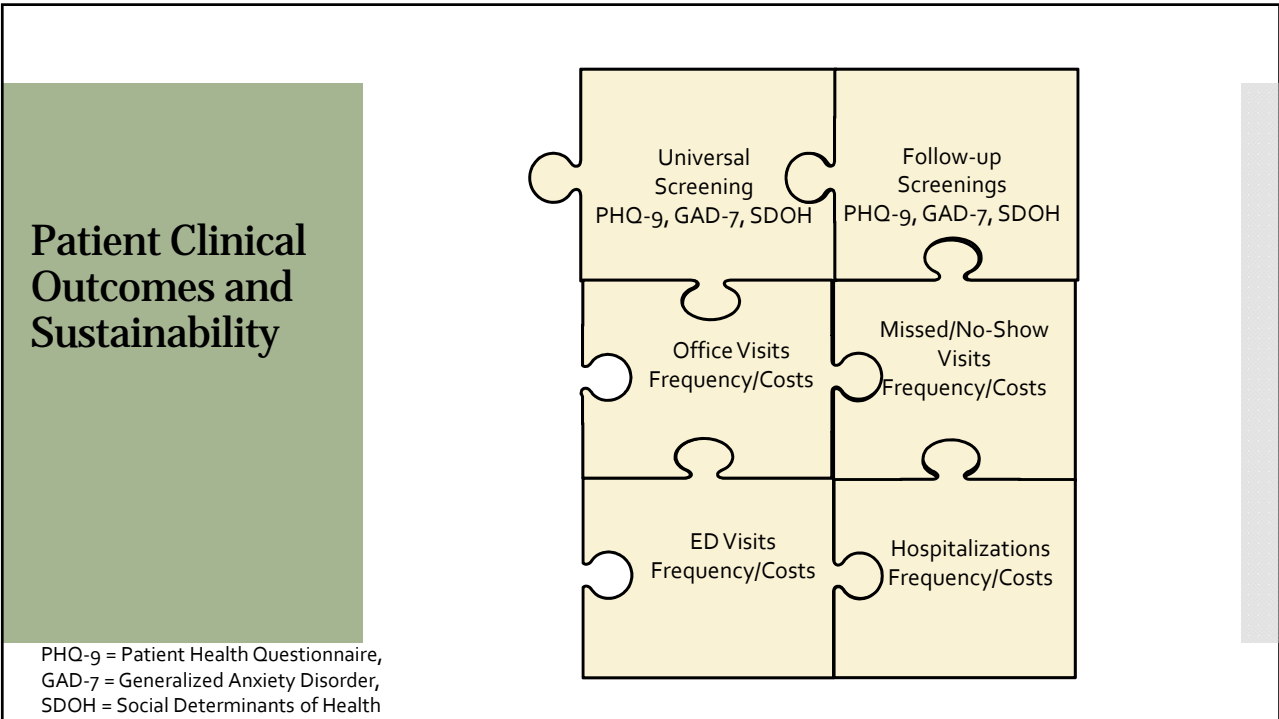 Patient Clinical
Outcomes and
Sustainability
Universal
Screening
PHQ-9, GAD-7, SDOH
Follow-up
Screenings
PHQ-9, GAD-7, SDOH
Office Visits
Frequency/Costs
Missed/No-Show
Visits
Frequency/Costs
ED Visits
Frequency/Costs
Hospitalizations
Frequency/Costs
PHQ-9 = Patient Health Questionnaire,
GAD-7 = Generalized Anxiety Disorder,
SDOH = Social Determinants of Health